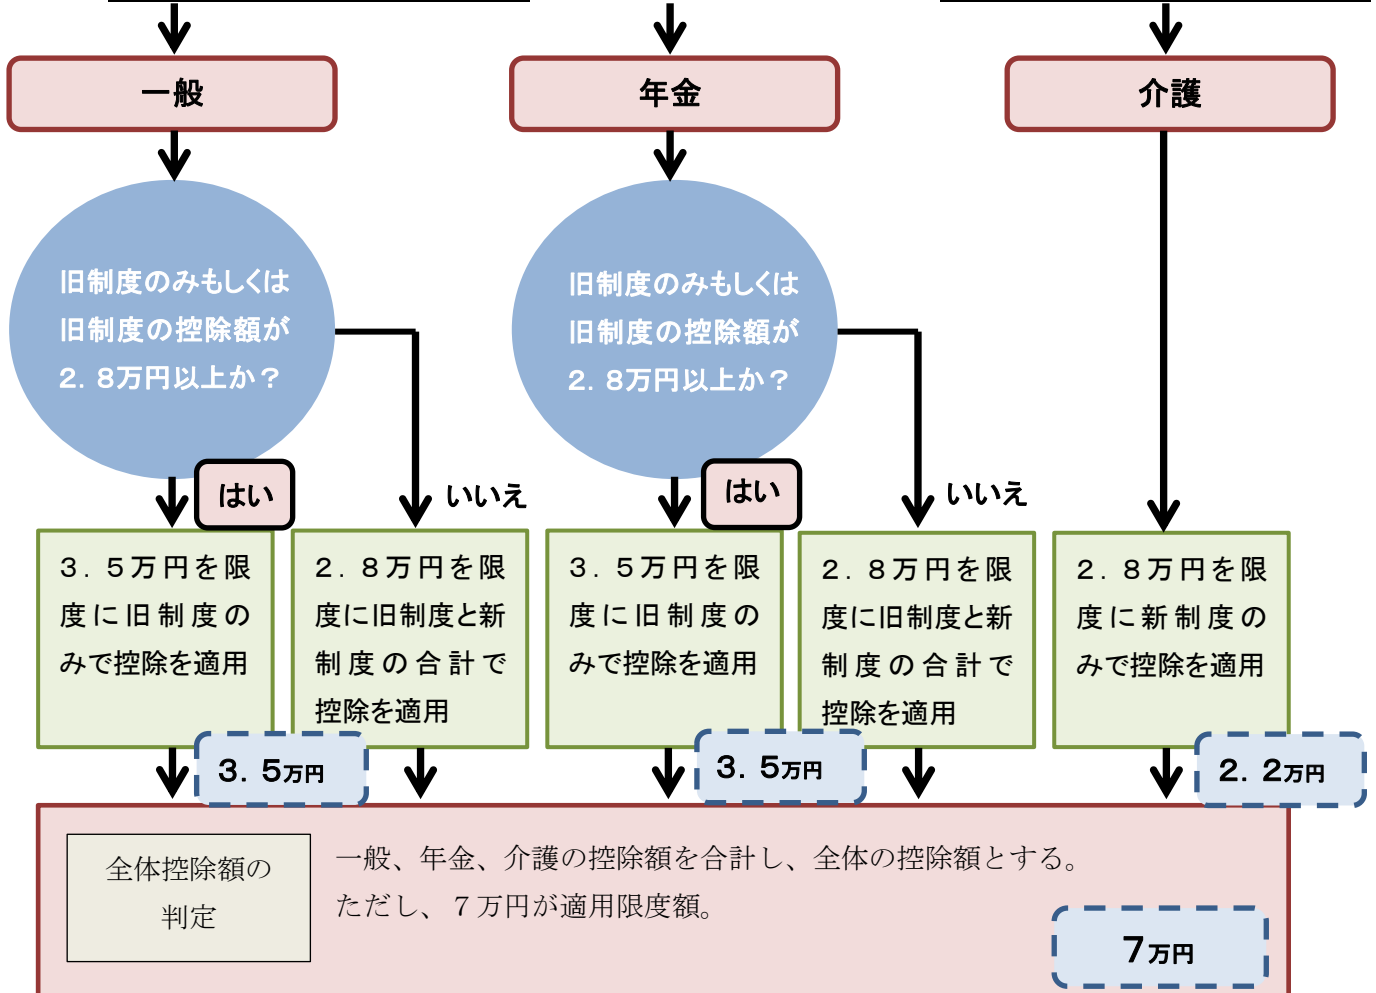 一般
年金
介護
旧制度のみもしくは
旧制度の控除額が
２．８万円以上か？
旧制度のみもしくは
旧制度の控除額が
２．８万円以上か？
はい
いいえ
はい
いいえ
３．５万円を限
度に旧制度の
みで控除を適用
２．８万円を限
度に旧制度と新
制度の合計で
控除を適用
３．５万円を限
度に旧制度の
みで控除を適用
２．８万円を限
度に旧制度と新
制度の合計で
控除を適用
２．８万円を限
度に新制度の
みで控除を適用
３．５万円
３．５万円
２．２万円
全体控除額の
判定
一般、年金、介護の控除額を合計し、全体の控除額とする。
ただし、７万円が適用限度額。
７万円